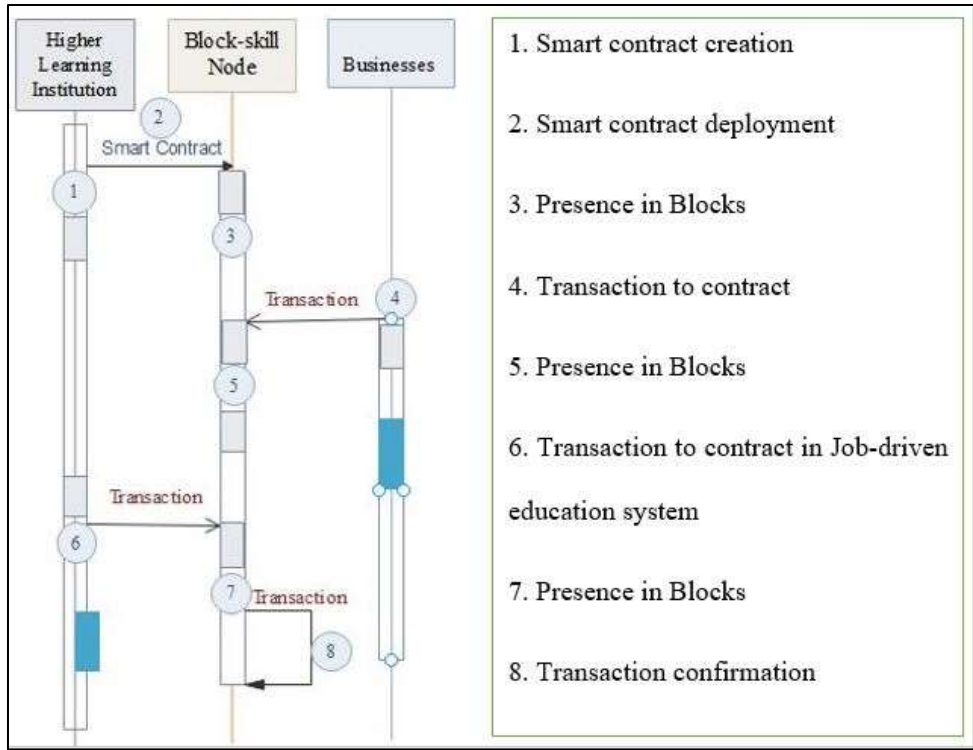 Higher
Learning
Institution
Block-skill
Node
Businesses
2
Smart Contract
1
3
Transaction
4
5
Transaction
6
7
Transaction
8
1. Smart contract creation
2. Smart contract deployment
3. Presence in Blocks
4. Transaction to contract
5. Presence in Blocks
6. Transaction to contract in Job-driven
education system
7. Presence in Blocks
8. Transaction confirmation